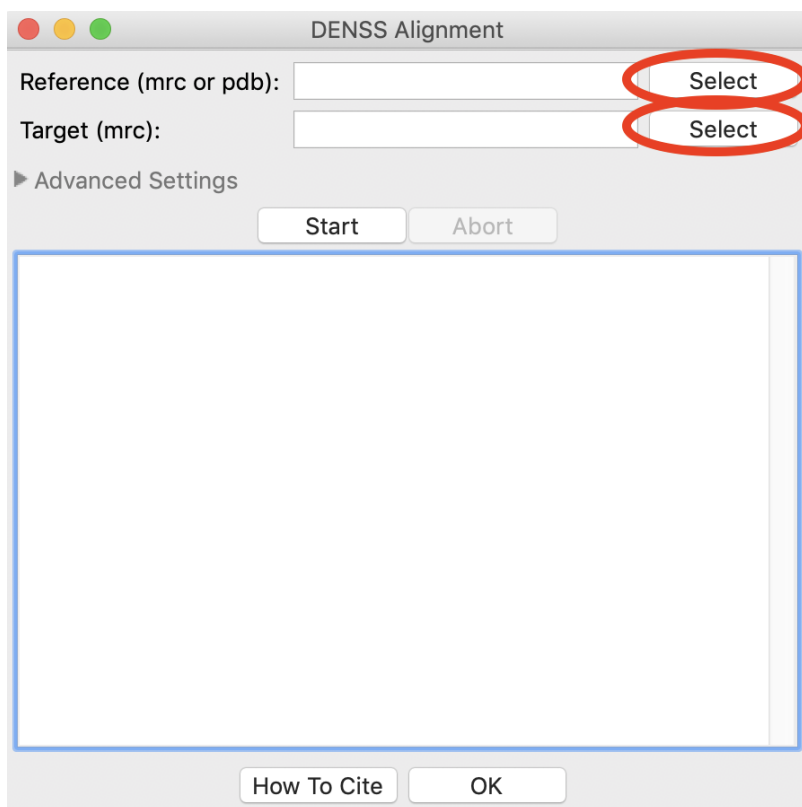 DENSS Alignment
Reference (mrc or pdb): Select
Target (mrc): Select
Advanced Settings
Start Abort
How To Cite OK